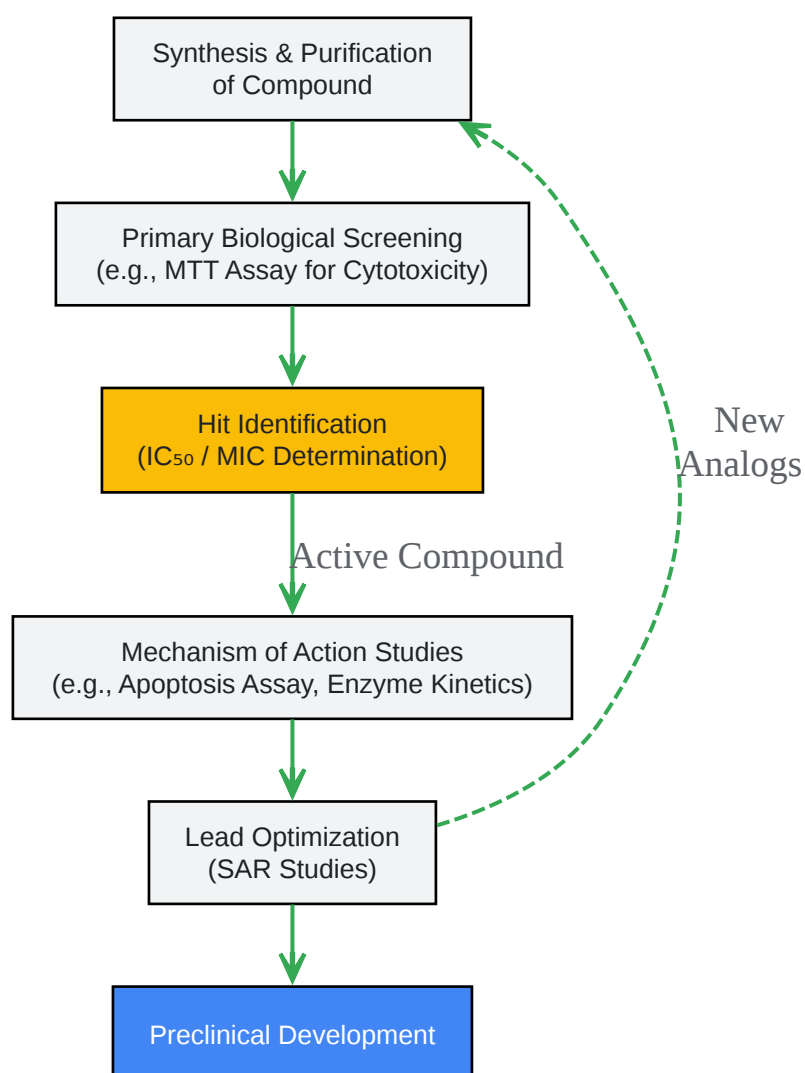 Synthesis & Purification
of Compound
Primary Biological Screening
(e.g., MTT Assay for Cytotoxicity)
Hit Identification
(IC₅₀ / MIC Determination)
New
Analogs
Active Compound
Mechanism of Action Studies
(e.g., Apoptosis Assay, Enzyme Kinetics)
Lead Optimization
(SAR Studies)
Preclinical Development